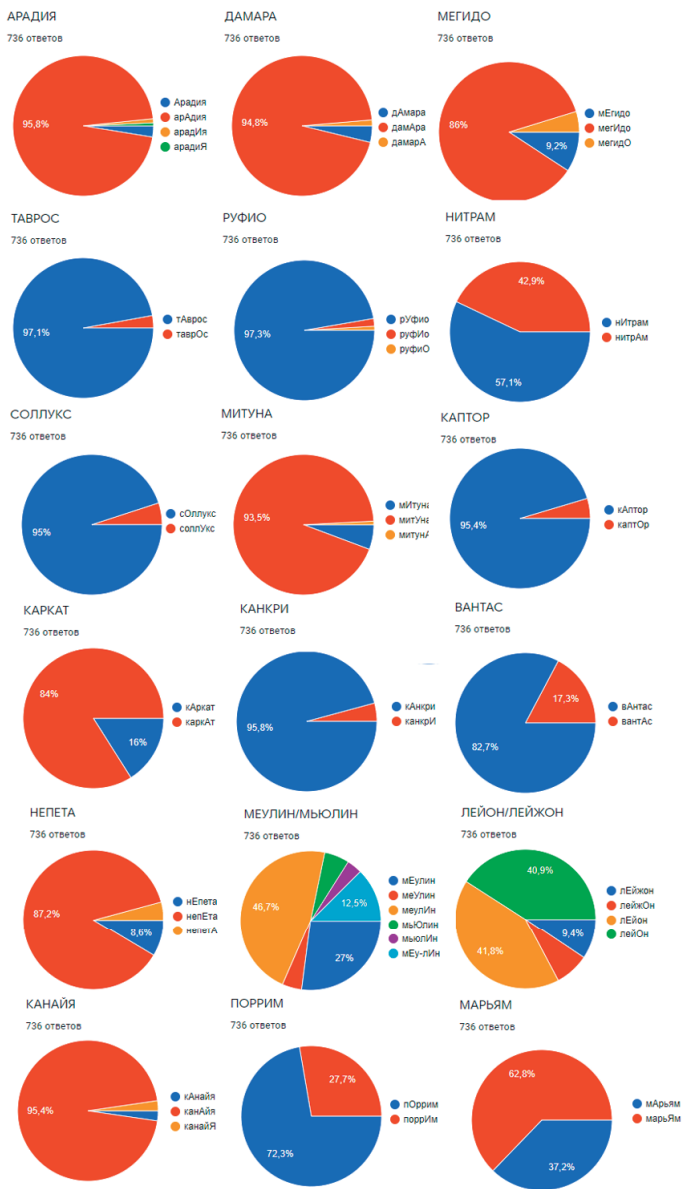 АРАДИЯ
736 ответов
95,8%
Арадия
арАдия
арадИя
арадиЯ
ДАМАРА
736 ответов
94,8%
дАмара
дамАра
дамарА
МЕГИДО
736 ответов
86%
9,2%
мЕгидо
мегИдо
мегидО
ТАВРОС
736 ответов
97,1%
тАврос
таврОс
РУФИО
736 ответов
97,3%
рУфио
руфИо
руфиО
НИТРАМ
736 ответов
42,9%
57,1%
нИтрам
нитрАм
СОЛЛУКС
736 ответов
95%
сОллукс
соллУкс
МИТУНА
736 ответов
93,5%
мИтуна
митУна
митунА
КАПТОР
736 ответов
95,4%
кАптор
каптОр
КАРКАТ
736 ответов
84%
16%
кАркат
каркАт
КАНКРИ
736 ответов
95,8%
кАнкри
канкрИ
ВАНТАС
736 ответов
17,3%
82,7%
вАнтас
вантАс
НЕПЕТА
736 ответов
87,2%
8,6%
нЕпета
непЕта
непетА
МЕУЛИН/МЬЮЛИН
736 ответов
46,7%
12,5%
27%
мЕулин
меУлин
меулИн
мьЮлин
мьюлИн
мЕу-лИн
ЛЕЙОН/ЛЕЙЖОН
736 ответов
40,9%
9,4%
41,8%
лЕйжон
лейжОн
лЕйон
лейОн
КАНАЙЯ
736 ответов
95,4%
кАнайя
канАйя
канайЯ
ПОРРИМ
736 ответов
27,7%
72,3%
пОррим
поррИм
МАРЬЯМ
736 ответов
62,8%
37,2%
мАрьям
марьЯм